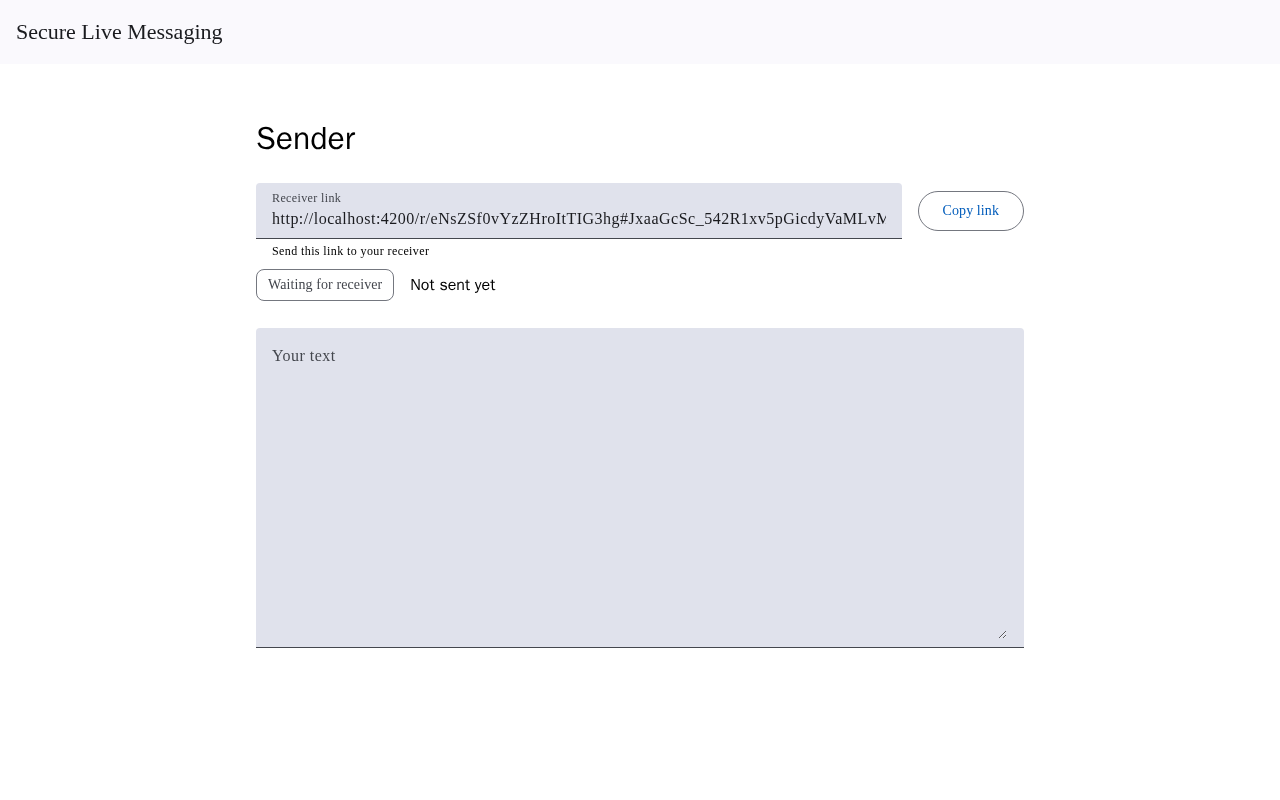 Secure Live Messaging
Sender
Receiver link
http://localhost:4200/r/eNsZSf0vYzZHroItTIG3hg#JxaaGcSc_542R1xv5pGicdyVaMLvM
Copy link
Send this link to your receiver
Waiting for receiver
Not sent yet
Your text